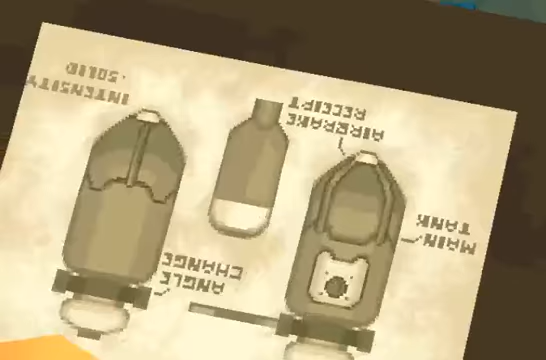 ANGLE
CHANGE
MAIN
TANK
AIRBRAKE
RECEIPT
INTENSITY
·SOLID